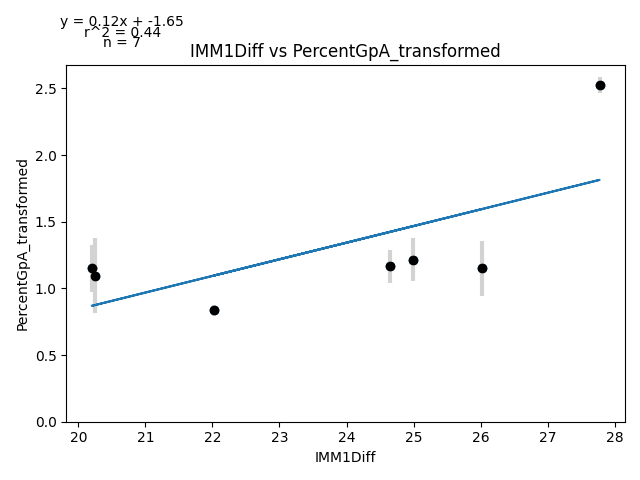 y = 0.12x + -1.65
r^2 = 0.44
n = 7
IMM1Diff vs PercentGpA_transformed
PercentGpA_transformed
2.5
2.0
1.5
1.0
0.5
0.0
20 21 22 23 24 25 26 27 28
IMM1Diff